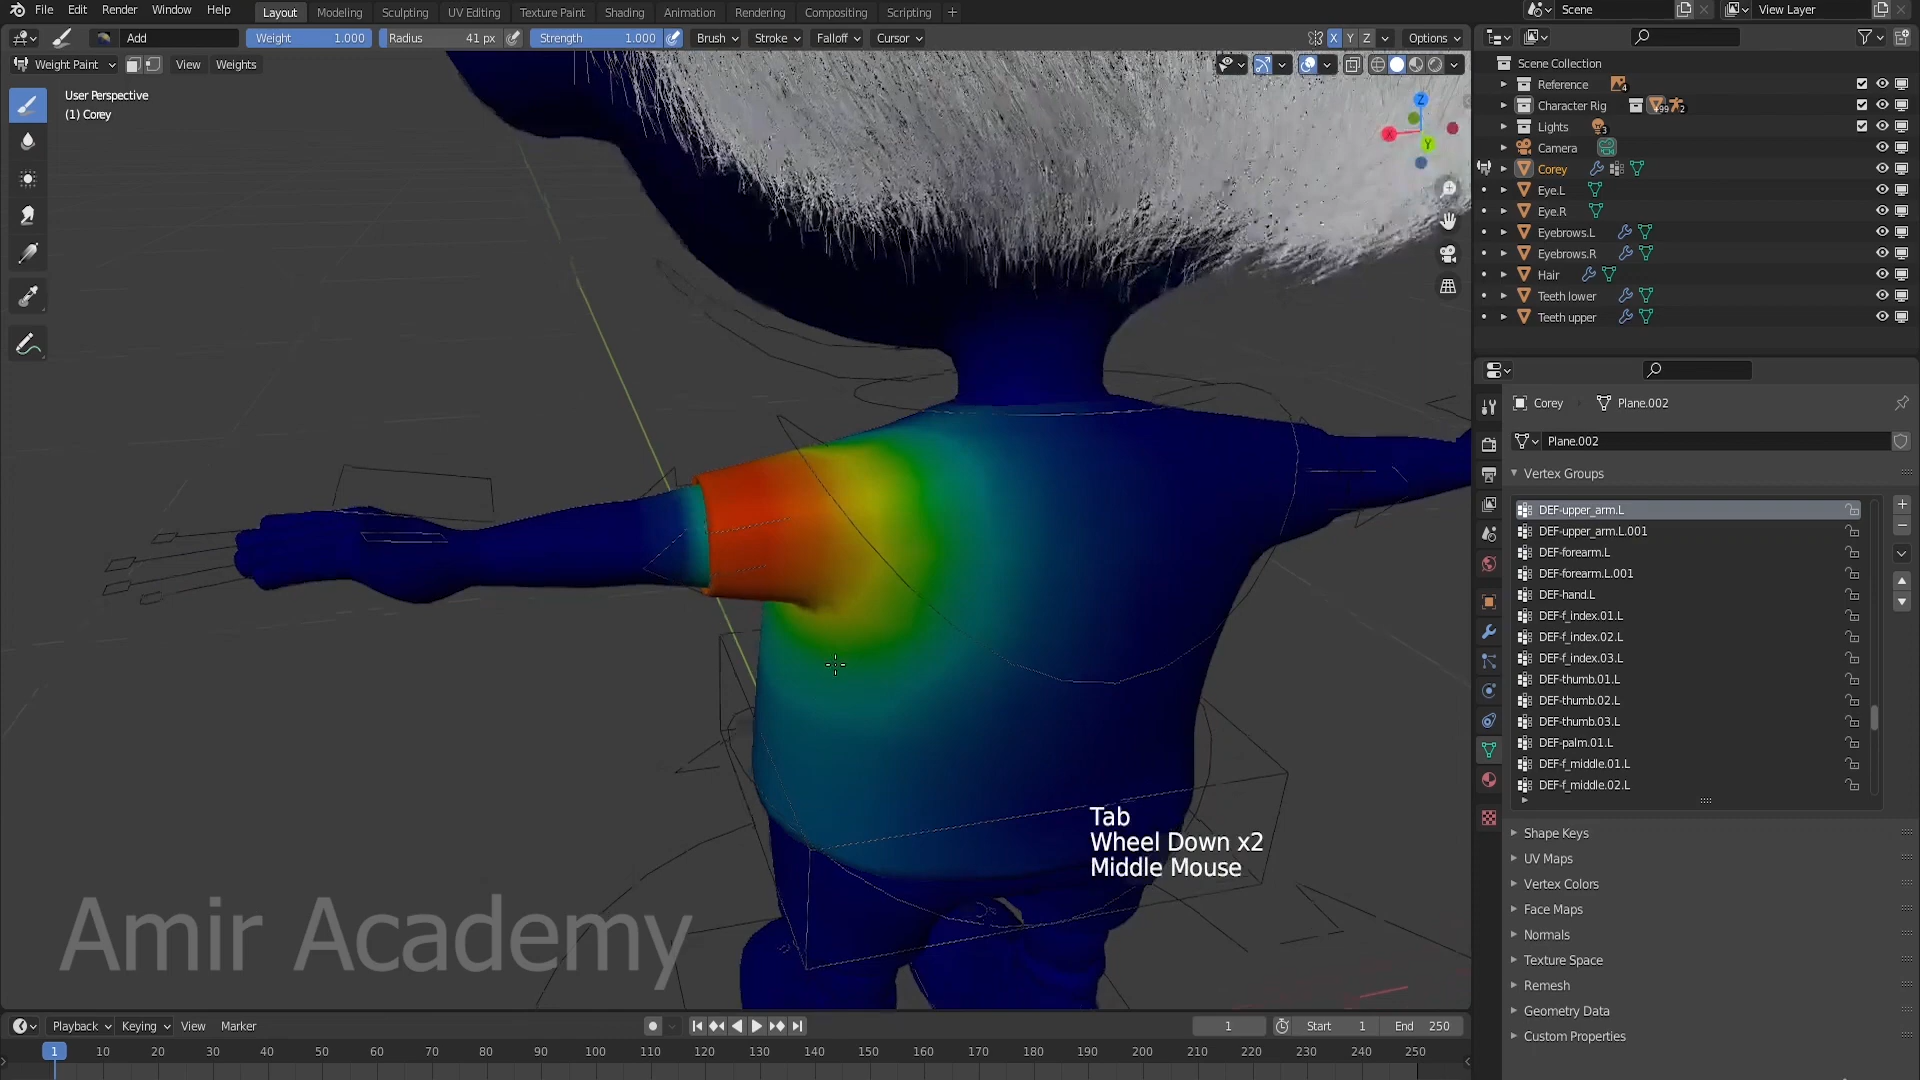 File Edit Render Window Help
Layout Modeling Sculpting UV Editing Texture Paint Shading Animation Rendering Compositing Scripting +
Scene
View Layer
Add
Weight 1.000
Radius 41 px
Strength 1.000
Brush Stroke Falloff Cursor
X Y Z
Options
Weight Paint View Weights
User Perspective
(1) Corey
Z
X
Y
Scene Collection
Reference 4
Character Rig +99 2
Lights 3
Camera
Corey
Eye.L
Eye.R
Eyebrows.L
Eyebrows.R
Hair
Teeth lower
Teeth upper
Corey Plane.002
Plane.002
Vertex Groups
DEF-upper_arm.L
DEF-upper_arm.L.001
DEF-forearm.L
DEF-forearm.L.001
DEF-hand.L
DEF-f_index.01.L
DEF-f_index.02.L
DEF-f_index.03.L
DEF-thumb.01.L
DEF-thumb.02.L
DEF-thumb.03.L
DEF-palm.01.L
DEF-f_middle.01.L
DEF-f_middle.02.L
Shape Keys
UV Maps
Vertex Colors
Face Maps
Normals
Texture Space
Remesh
Geometry Data
Custom Properties
Tab
Wheel Down x2
Middle Mouse
Amir Academy
Playback Keying View Marker
1
Start 1
End 250
1 10 20 30 40 50 60 70 80 90 100 110 120 130 140 150 160 170 180 190 200 210 220 230 240 250